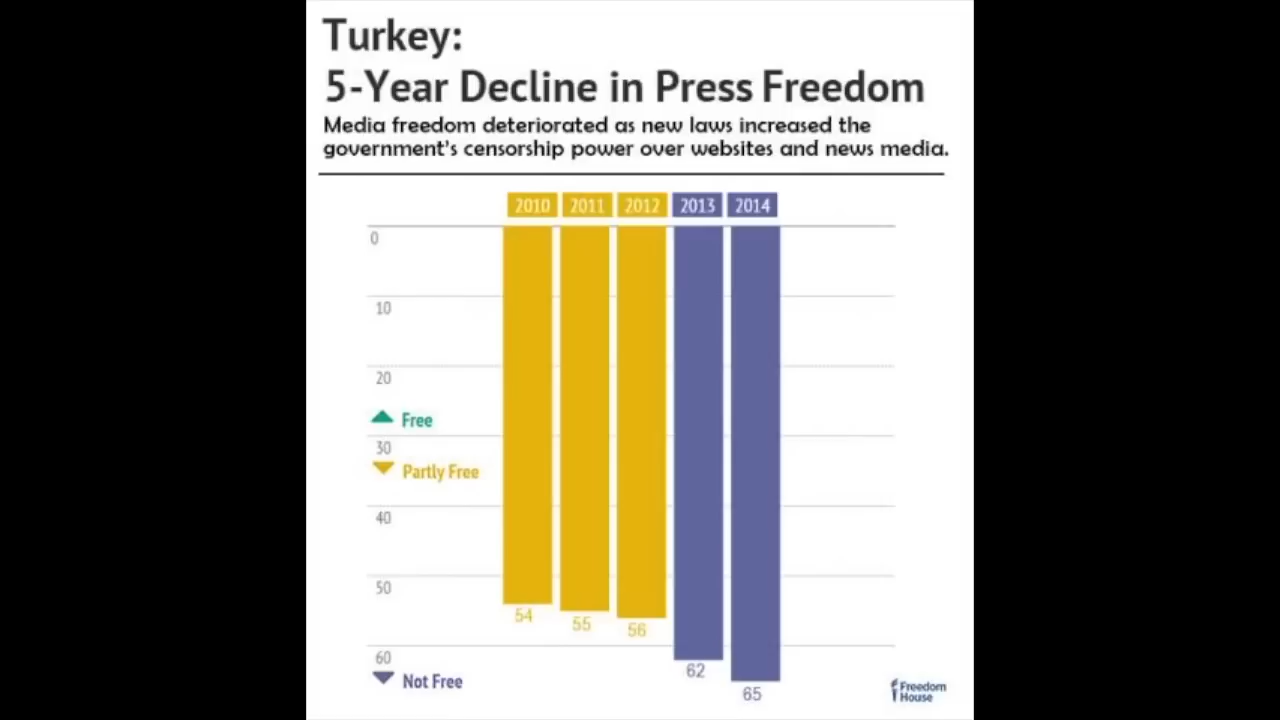 Turkey:
5-Year Decline in Press Freedom
Media freedom deteriorated as new laws increased the
government's censorship power over websites and news media.
2010 2011 2012 2013 2014
0
10
20
Free
30
Partly Free
40
50
54
55
56
60
62
Not Free
65
Freedom
House